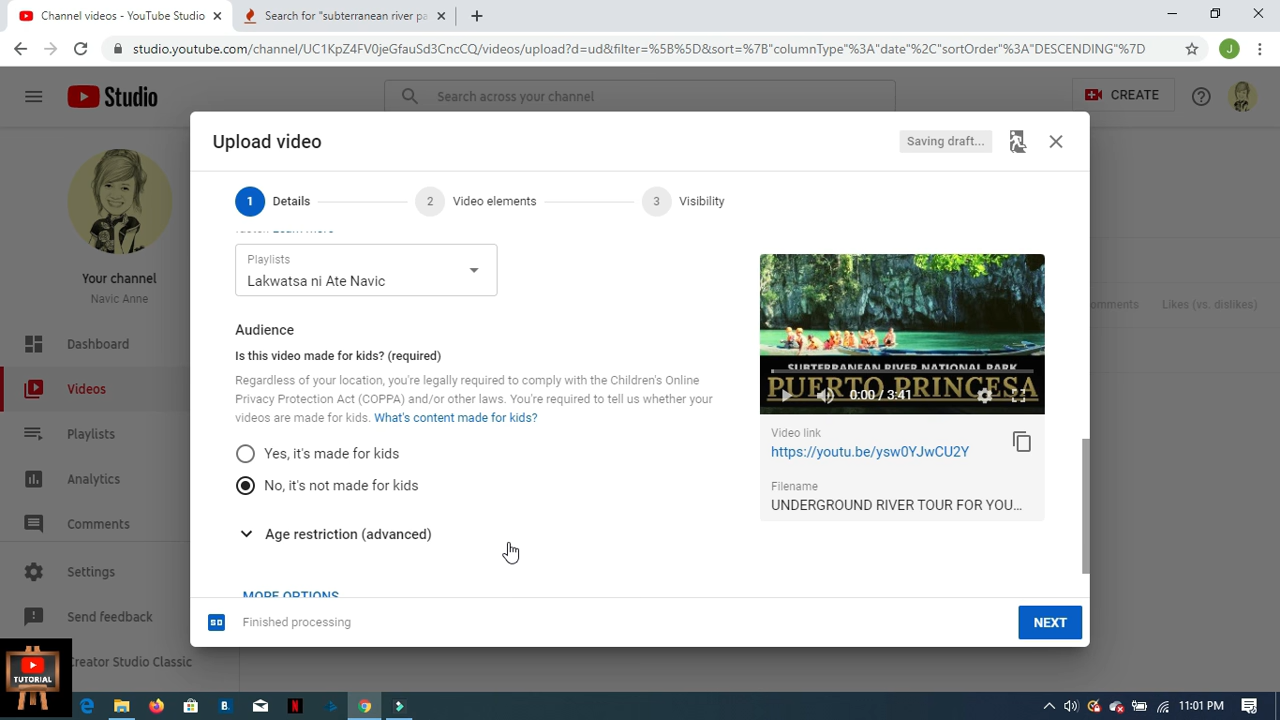 Channel videos - YouTube Studio
Search for "subterranean river pa
studio.youtube.com/channel/UC1KpZ4FV0jeGfauSd3CncCQ/videos/upload?d=ud&filter=%5B%5D&sort=%7B"columnType"%3A"date"%2C"sortOrder"%3A"DESCENDING"%7D
J
Studio
Search across your channel
CREATE
Upload video
Saving draft...
1 Details
2 Video elements
3 Visibility
Learn more
Playlists
Lakwatsa ni Ate Navic
Audience
Is this video made for kids? (required)
Regardless of your location, you're legally required to comply with the Children's Online
Privacy Protection Act (COPPA) and/or other laws. You're required to tell us whether your
videos are made for kids. What's content made for kids?
Yes, it's made for kids
No, it's not made for kids
Age restriction (advanced)
MORE OPTIONS
SD Finished processing
NEXT
SUBTERRANEAN RIVER NATIONAL PARK
PUERTO PRINCESA
0:00 / 3:41
Video link
https://youtu.be/ysw0YJwCU2Y
Filename
UNDERGROUND RIVER TOUR FOR YOU...
Your channel
Navic Anne
Dashboard
Videos
Playlists
Analytics
Comments
Settings
Send feedback
Creator Studio Classic
omments
Likes (vs. dislikes)
TUTORIAL
11:01 PM